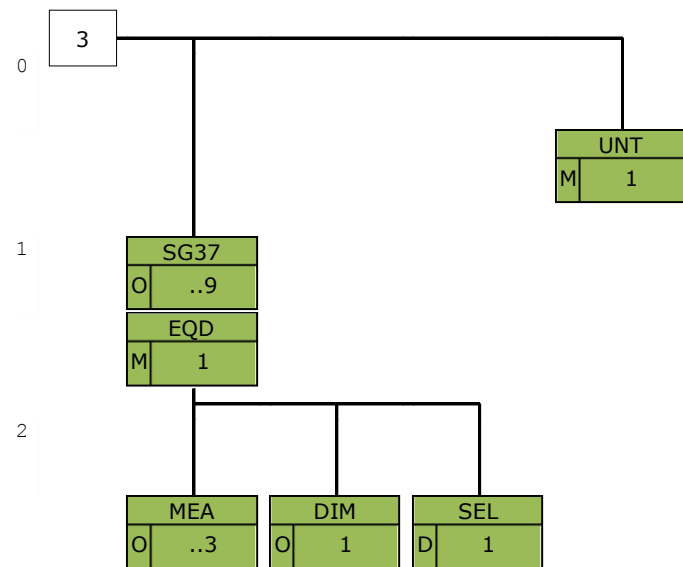 3
0
UNT
M 1
1
SG37
O ..9
EQD
M 1
2
MEA DIM SEL
O ..3 O 1 D 1